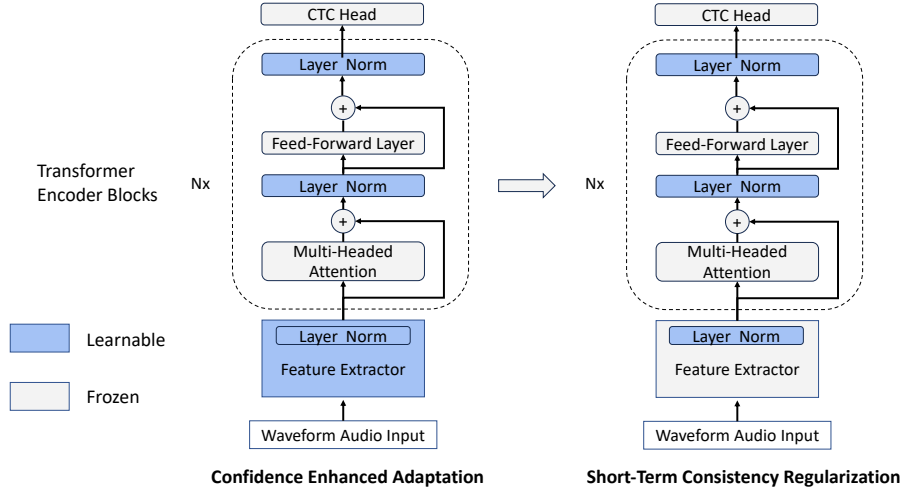 CTC Head
Layer Norm
+
Feed-Forward Layer
Layer Norm
+
Multi-Headed
Attention
Layer Norm
Feature Extractor
Waveform Audio Input
Confidence Enhanced Adaptation
Transformer
Encoder Blocks
Nx
Learnable
Frozen
CTC Head
Layer Norm
+
Feed-Forward Layer
Layer Norm
+
Multi-Headed
Attention
Nx
Layer Norm
Feature Extractor
Waveform Audio Input
Short-Term Consistency Regularization